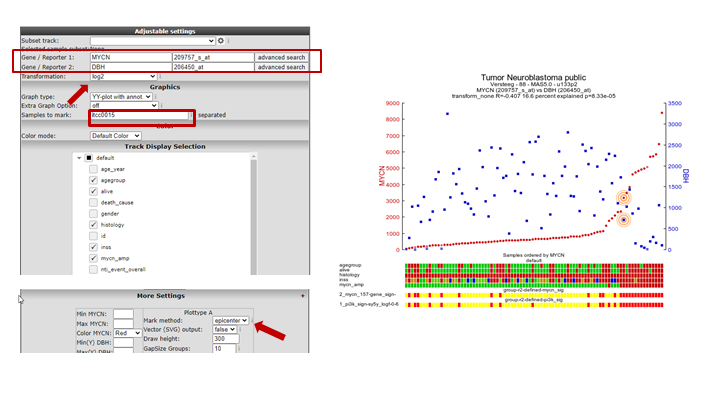 Adjustable settings
Subset track:
Selected sample subset: None
Gene / Reporter 1: MYCN 209757_s_at advanced search
Gene / Reporter 2: DBH 206450_at advanced search
Transformation: log2
Graphics
Graph type: YY-plot with annot.
Extra Graph Option: off
Samples to mark: itcc0015 separated
Color
Color mode: Default Color
Track Display Selection
default
age_year
agegroup
alive
death_cause
gender
histology
id
inss
mycn_amp
nti_event_overall
More Settings +
Plottype A
Min MYCN:
Mark method: epicenter
Max MYCN:
Vector (SVG) output: false
Color MYCN: Red
Draw height: 300
Min(Y) DBH:
GapSize Groups: 10
Max(Y) DBH:
Tumor Neuroblastoma public
Versteeg - 88 - MAS5.0 - u133p2
MYCN (209757_s_at) vs DBH (206450_at)
transform_none R=-0.407 16.6 percent explained p=8.33e-05
9000
8000
7000
6000
5000
4000
3000
2000
1000
0
MYCN
3500
3000
2500
2000
1500
1000
500
0
DBH
Samples ordered by MYCN
default
agegroup
alive
histology
inss
mycn_amp
group-r2-defined-mycn_sig
2_mycn_157-gene_sign-
group-r2-defined-pi3k_sig
1_pi3k_sign-sy5y_logf0-6